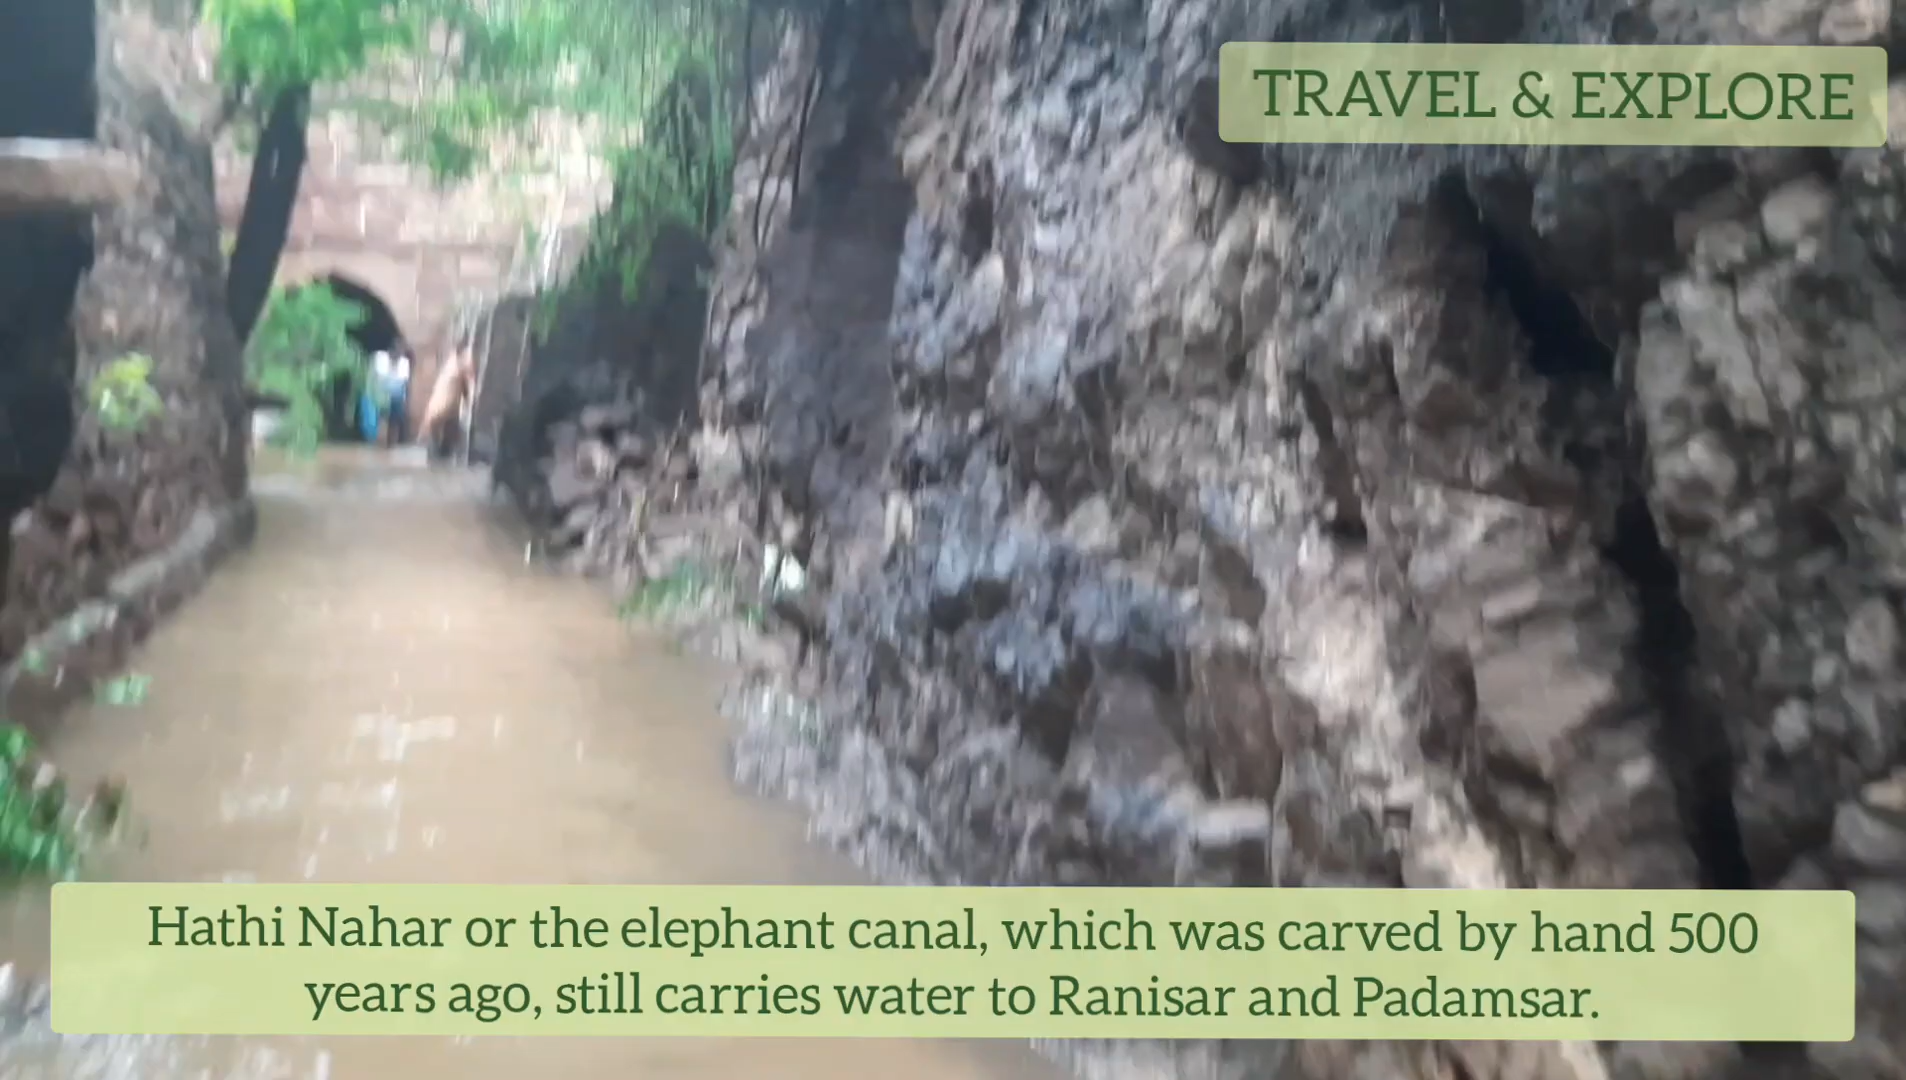 TRAVEL & EXPLORE
Hathi Nahar or the elephant canal, which was carved by hand 500
years ago, still carries water to Ranisar and Padamsar.